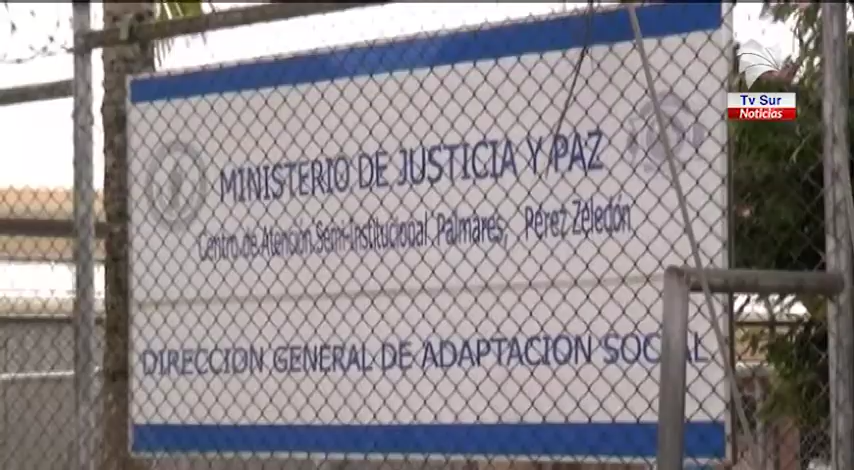 Tv Sur
Noticias
MINISTERIO DE JUSTICIA Y PAZ
Centro de Atención Semi-Institucional Palmares, Pérez Zeledón
DIRECCIÓN GENERAL DE ADAPTACION SOCIAL